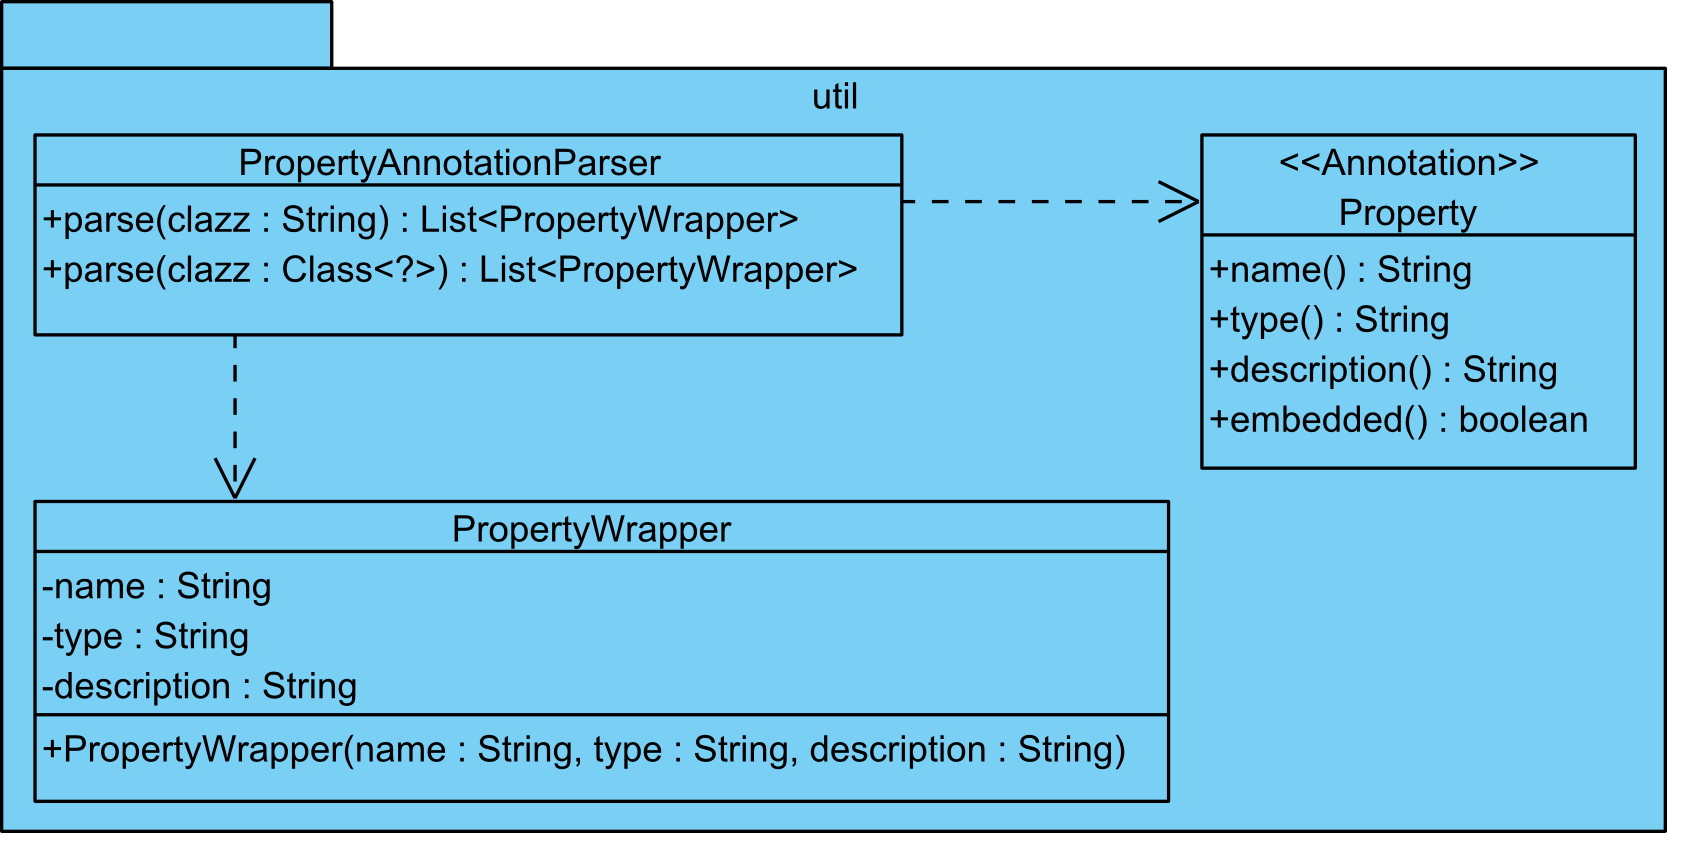 util
PropertyAnnotationParser
+parse(clazz : String) : List<PropertyWrapper>
+parse(clazz : Class<?>) : List<PropertyWrapper>
<<Annotation>>
Property
+name() : String
+type() : String
+description() : String
+embedded() : boolean
PropertyWrapper
-name : String
-type : String
-description : String
+PropertyWrapper(name : String, type : String, description : String)